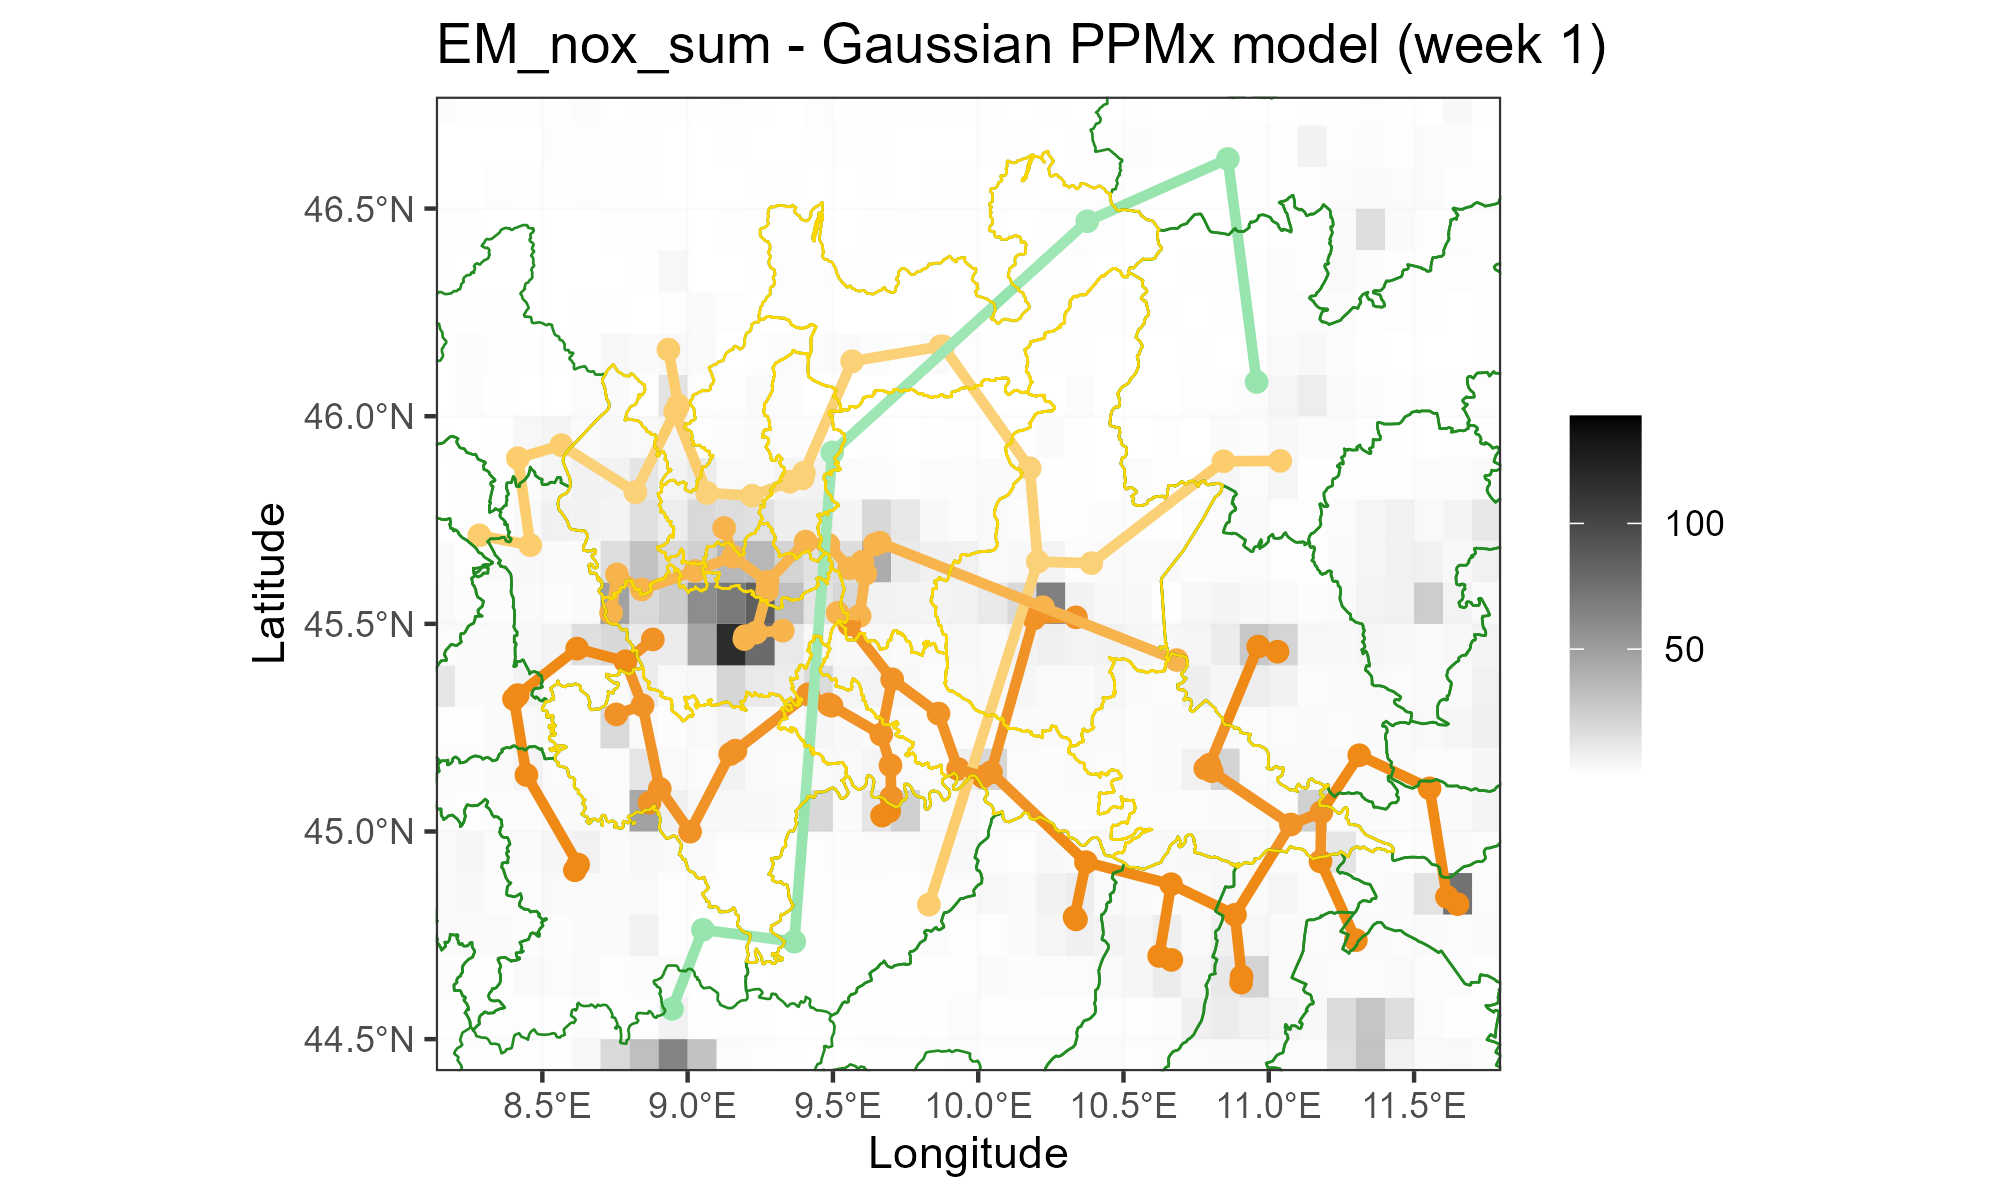 EM_nox_sum - Gaussian PPMx model (week 1)
Latitude
46.5°N
46.0°N
45.5°N
45.0°N
44.5°N
8.5°E
9.0°E
9.5°E
10.0°E
10.5°E
11.0°E
11.5°E
Longitude
100
50